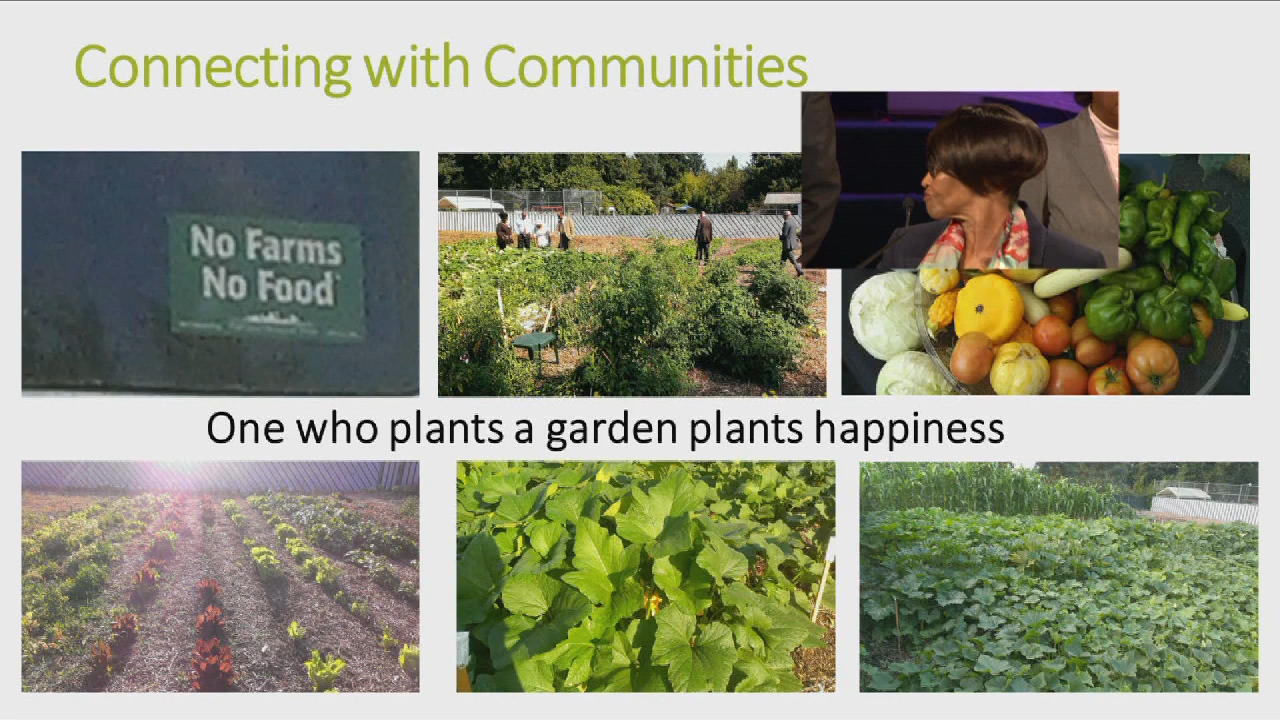 Connecting with Communities
No Farms
No Food
One who plants a garden plants happiness